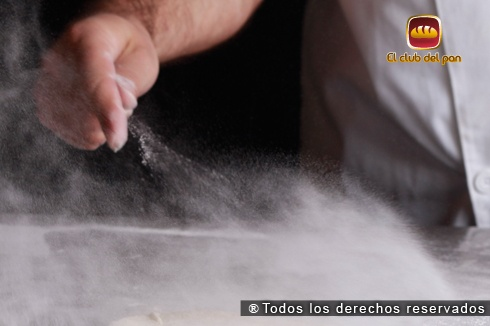 El club del pan
® Todos los derechos reservados